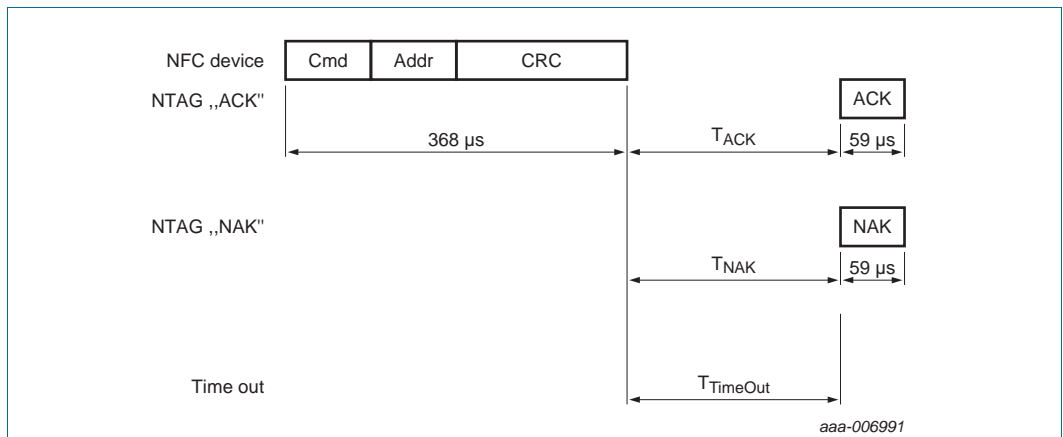 NFC device Cmd Addr CRC
NTAG ,,ACK" ACK
368 µs TACK 59 µs
NTAG ,,NAK" NAK
TNAK 59 µs
Time out TTimeOut
aaa-006991